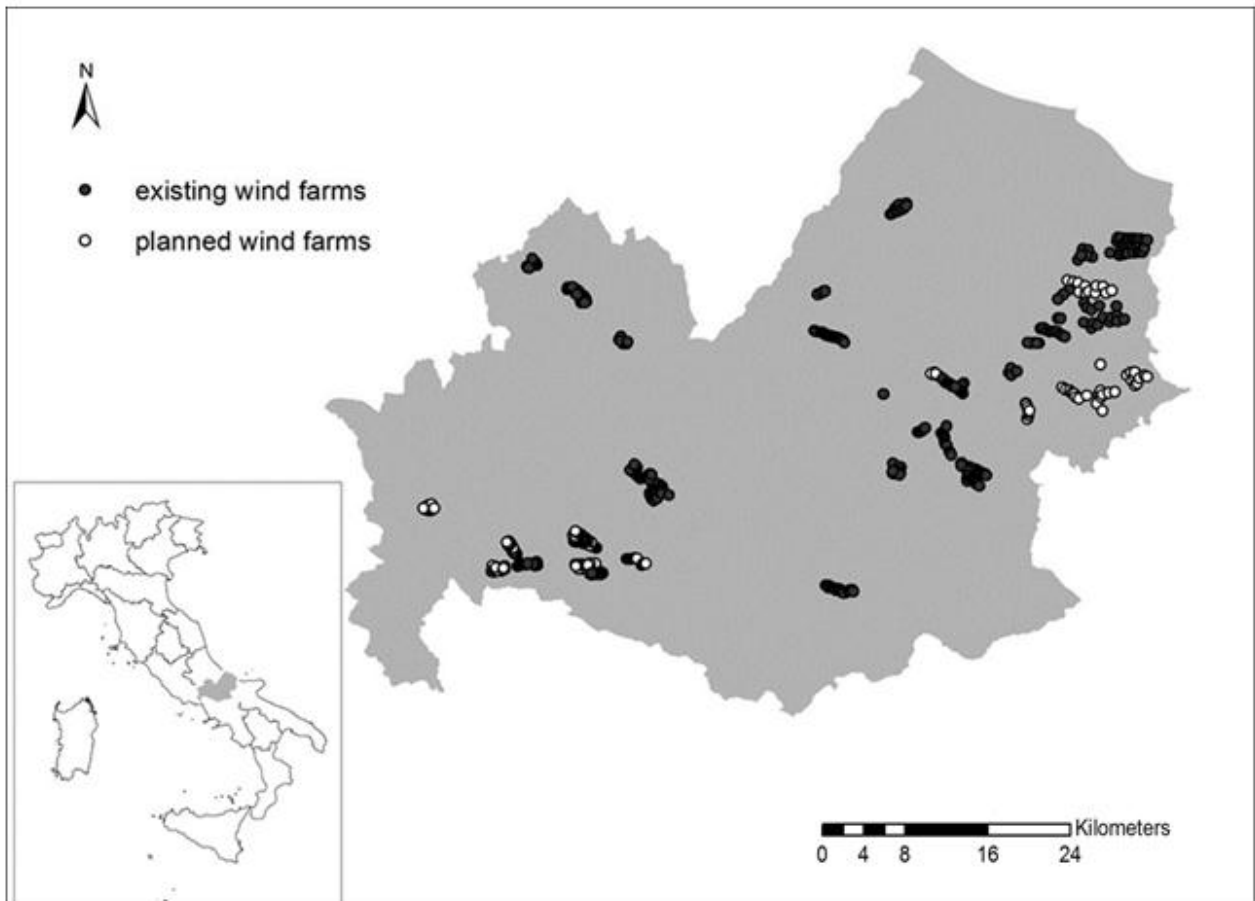 N
existing wind farms
planned wind farms
Kilometers
0 4 8 16 24